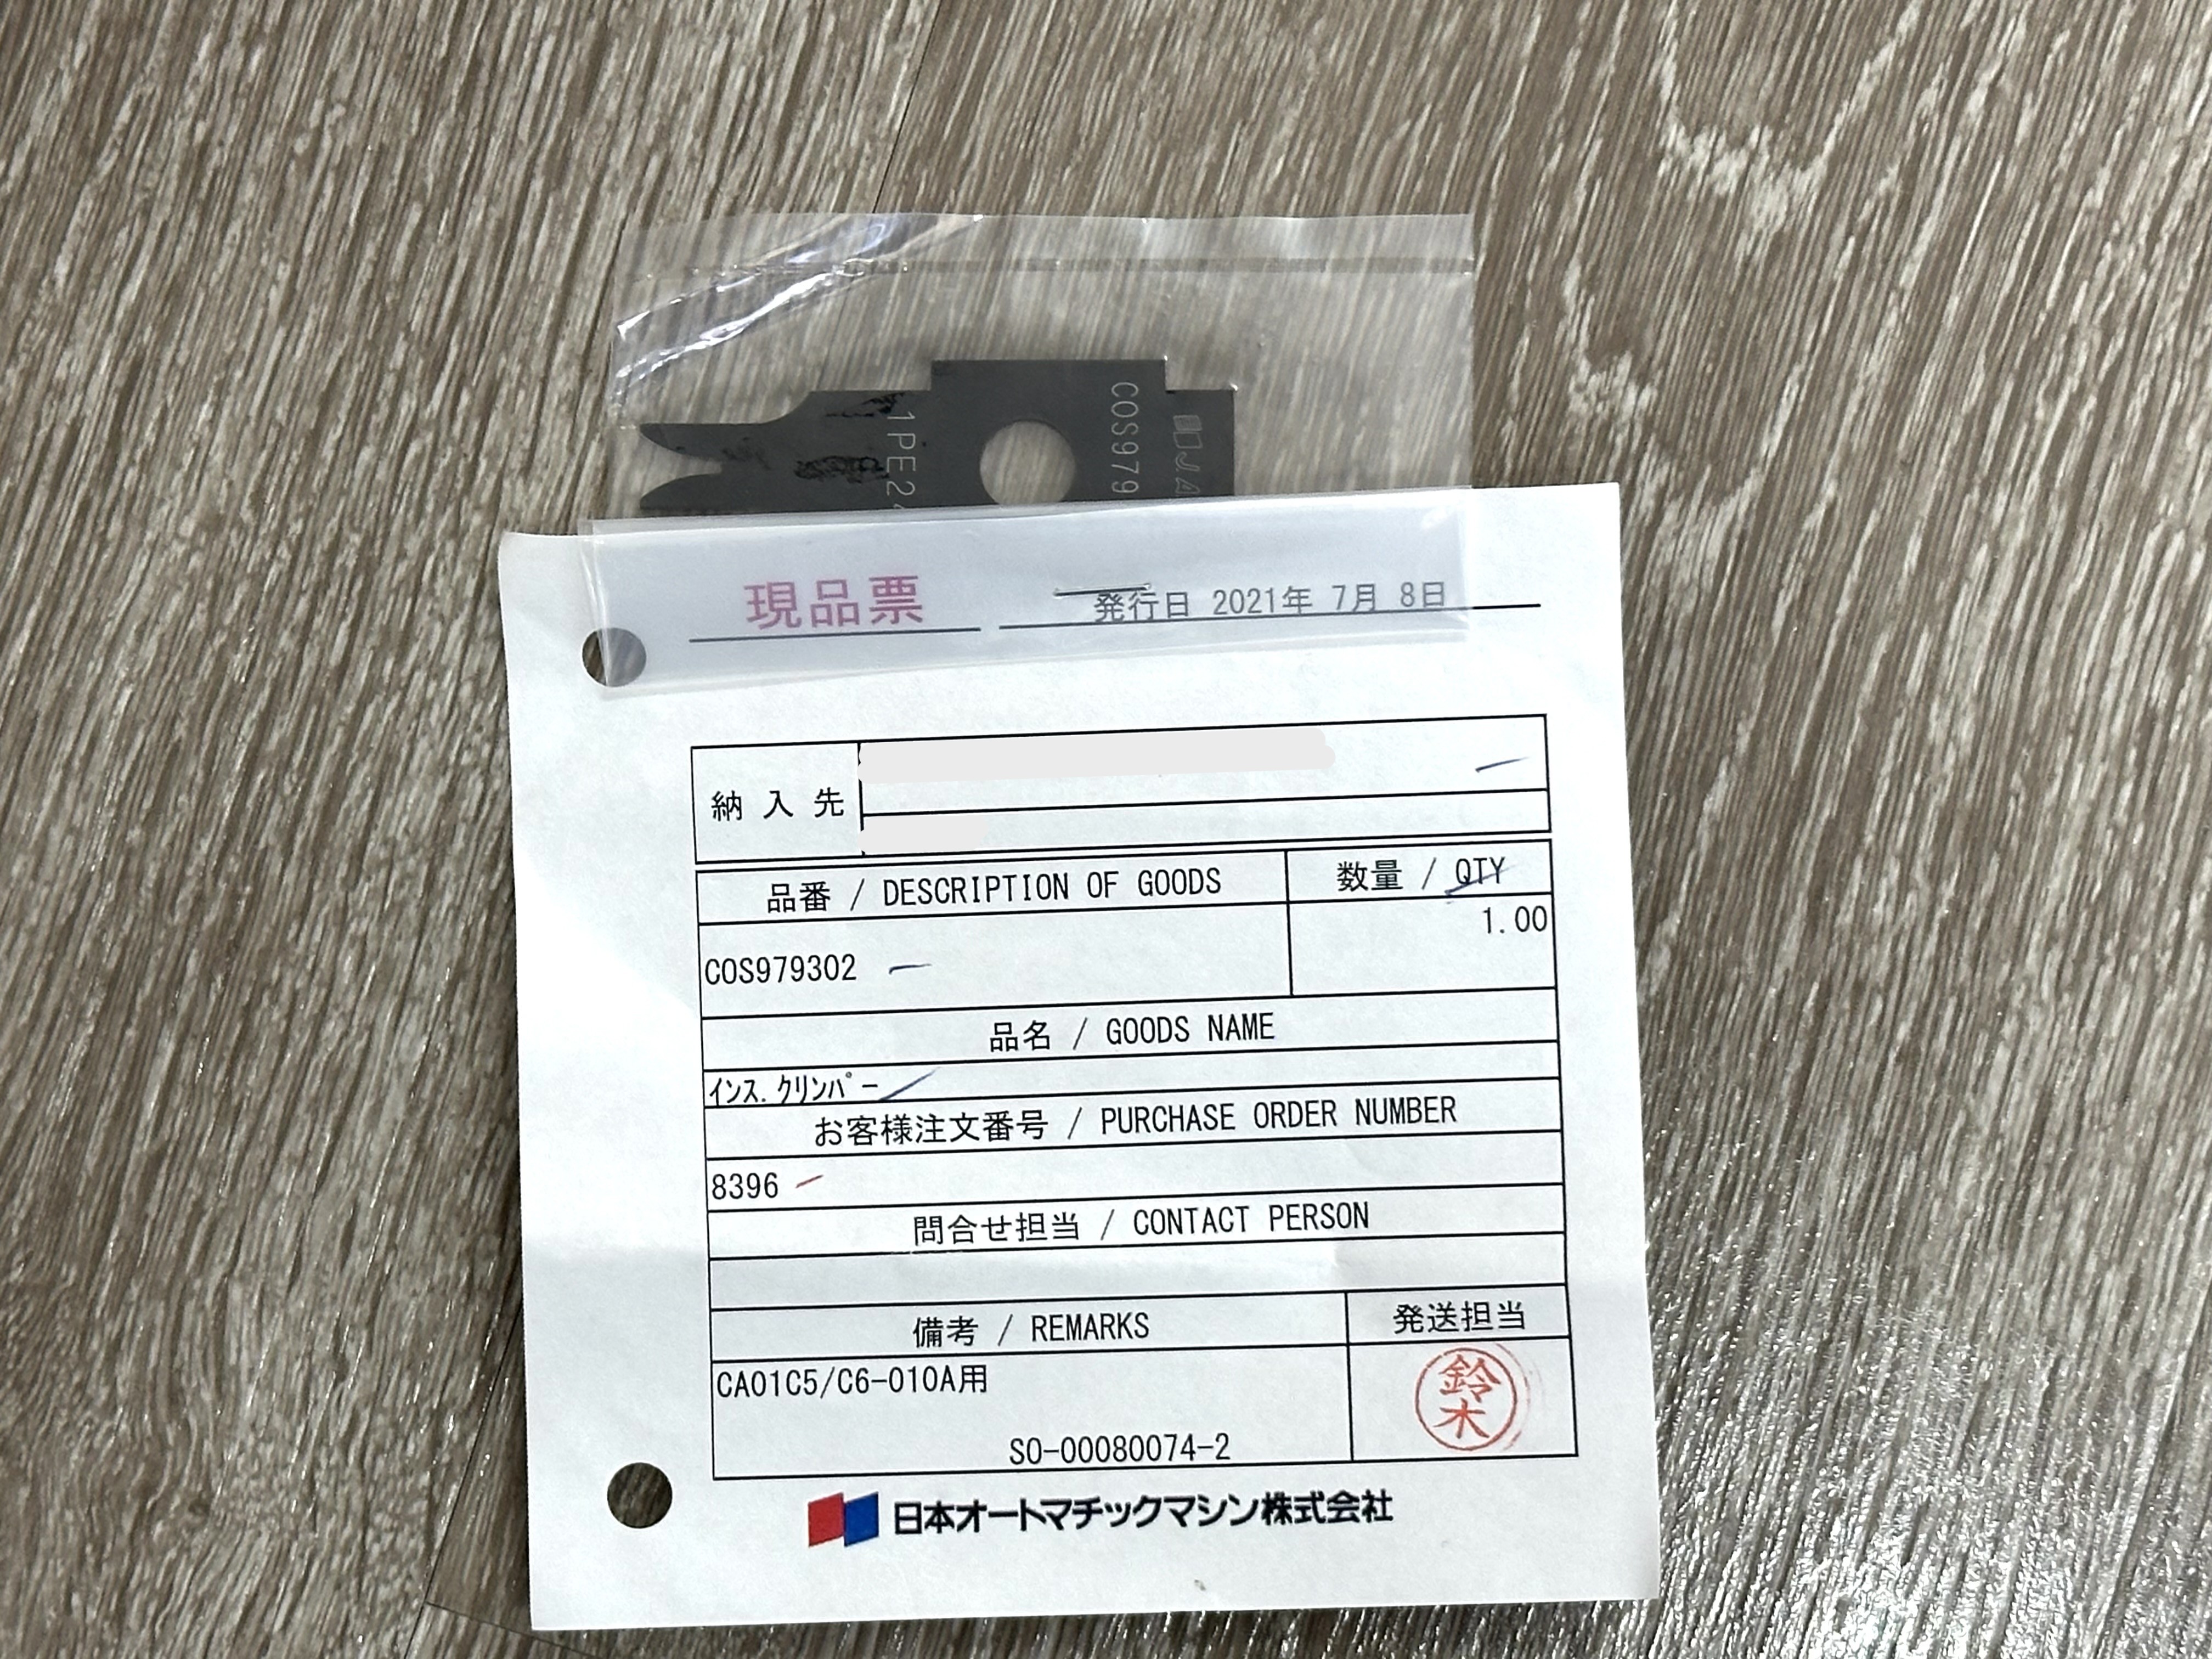 COS979
1PE2
現品票
発行日 2021年 7月 8日
納 入 先
品番 / DESCRIPTION OF GOODS
数量 / QTY
1.00
COS979302
品名 / GOODS NAME
インス.クリンパー
お客様注文番号 / PURCHASE ORDER NUMBER
8396
問合せ担当 / CONTACT PERSON
備考 / REMARKS
発送担当
CA01C5/C6-010A用
鈴木
SO-00080074-2
日本オートマチックマシン株式会社